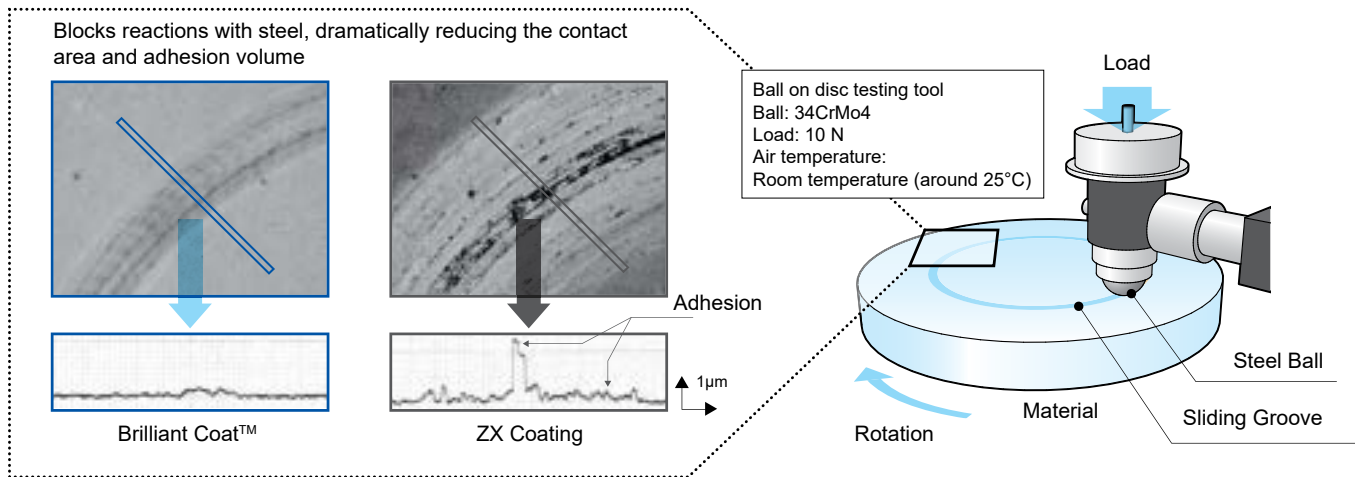 Blocks reactions with steel, dramatically reducing the contact
area and adhesion volume
Adhesion
1μm
Brilliant Coat™
ZX Coating
Ball on disc testing tool
Ball: 34CrMo4
Load: 10 N
Air temperature:
Room temperature (around 25°C)
Load
Steel Ball
Sliding Groove
Material
Rotation